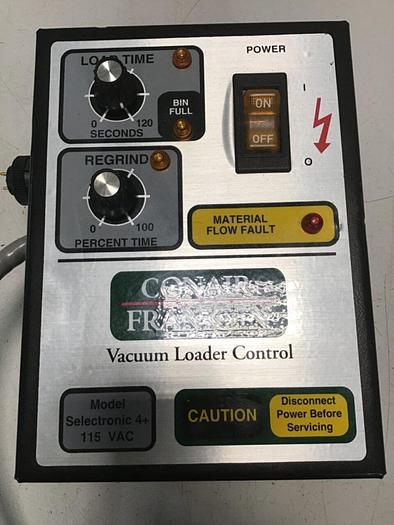 LOAD TIME
0 120
SECONDS
BIN
FULL
POWER
ON
OFF
I
O
REGRIND
0 100
PERCENT TIME
MATERIAL
FLOW FAULT
CONAIR
FRANKLIN
Vacuum Loader Control
Model
Selectronic 4+
115 VAC
CAUTION
Disconnect
Power Before
Servicing